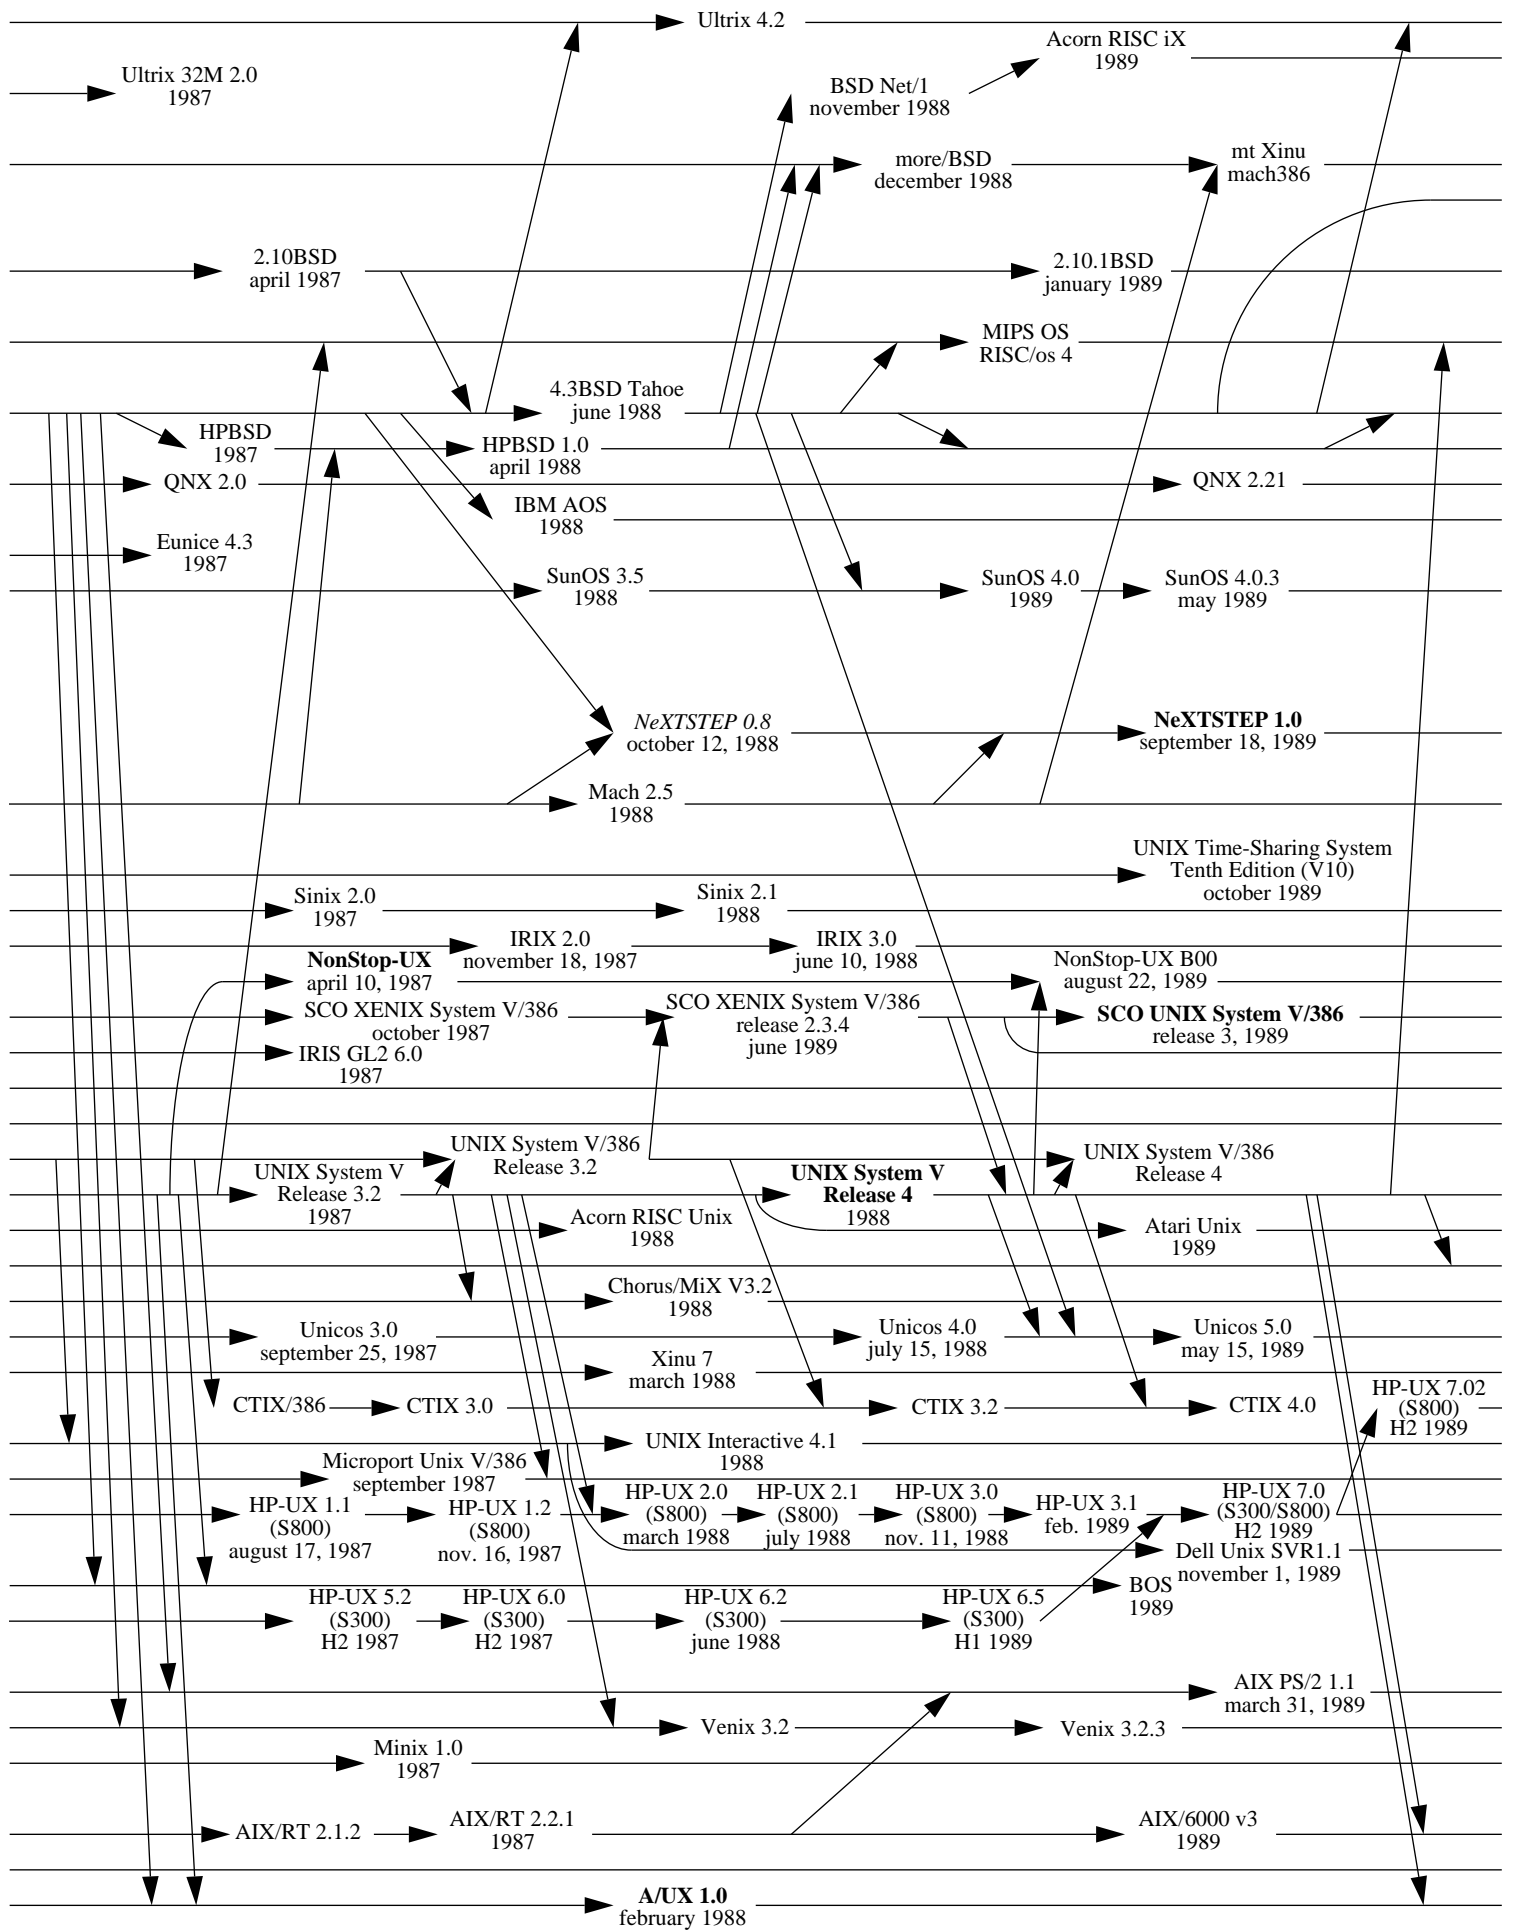 Ultrix 4.2
Acorn RISC iX
1989
Ultrix 32M 2.0
1987
BSD Net/1
november 1988
mt Xinu
mach386
more/BSD
december 1988
2.10BSD
april 1987
2.10.1BSD
january 1989
MIPS OS
RISC/os 4
4.3BSD Tahoe
june 1988
HPBSD
1987
HPBSD 1.0
april 1988
QNX 2.0
QNX 2.21
IBM AOS
1988
Eunice 4.3
1987
SunOS 3.5
1988
SunOS 4.0
1989
SunOS 4.0.3
may 1989
NeXTSTEP 0.8
october 12, 1988
NeXTSTEP 1.0
september 18, 1989
Mach 2.5
1988
UNIX Time-Sharing System
Tenth Edition (V10)
october 1989
Sinix 2.0
1987
Sinix 2.1
1988
IRIX 2.0
november 18, 1987
IRIX 3.0
june 10, 1988
NonStop-UX
april 10, 1987
NonStop-UX B00
august 22, 1989
SCO XENIX System V/386
october 1987
SCO XENIX System V/386
release 2.3.4
june 1989
SCO UNIX System V/386
release 3, 1989
IRIS GL2 6.0
1987
UNIX System V/386
Release 3.2
UNIX System V/386
Release 4
UNIX System V
Release 3.2
1987
UNIX System V
Release 4
1988
Acorn RISC Unix
1988
Atari Unix
1989
Chorus/MiX V3.2
1988
Unicos 3.0
september 25, 1987
Unicos 4.0
july 15, 1988
Unicos 5.0
may 15, 1989
Xinu 7
march 1988
CTIX/386
CTIX 3.0
CTIX 3.2
CTIX 4.0
HP-UX 7.02
(S800)
H2 1989
UNIX Interactive 4.1
1988
Microport Unix V/386
september 1987
HP-UX 1.1
(S800)
august 17, 1987
HP-UX 1.2
(S800)
nov. 16, 1987
HP-UX 2.0
(S800)
march 1988
HP-UX 2.1
(S800)
july 1988
HP-UX 3.0
(S800)
nov. 11, 1988
HP-UX 3.1
feb. 1989
HP-UX 7.0
(S300/S800)
H2 1989
Dell Unix SVR1.1
november 1, 1989
BOS
1989
HP-UX 5.2
(S300)
H2 1987
HP-UX 6.0
(S300)
H2 1987
HP-UX 6.2
(S300)
june 1988
HP-UX 6.5
(S300)
H1 1989
AIX PS/2 1.1
march 31, 1989
Venix 3.2
Venix 3.2.3
Minix 1.0
1987
AIX/RT 2.1.2
AIX/RT 2.2.1
1987
AIX/6000 v3
1989
A/UX 1.0
february 1988